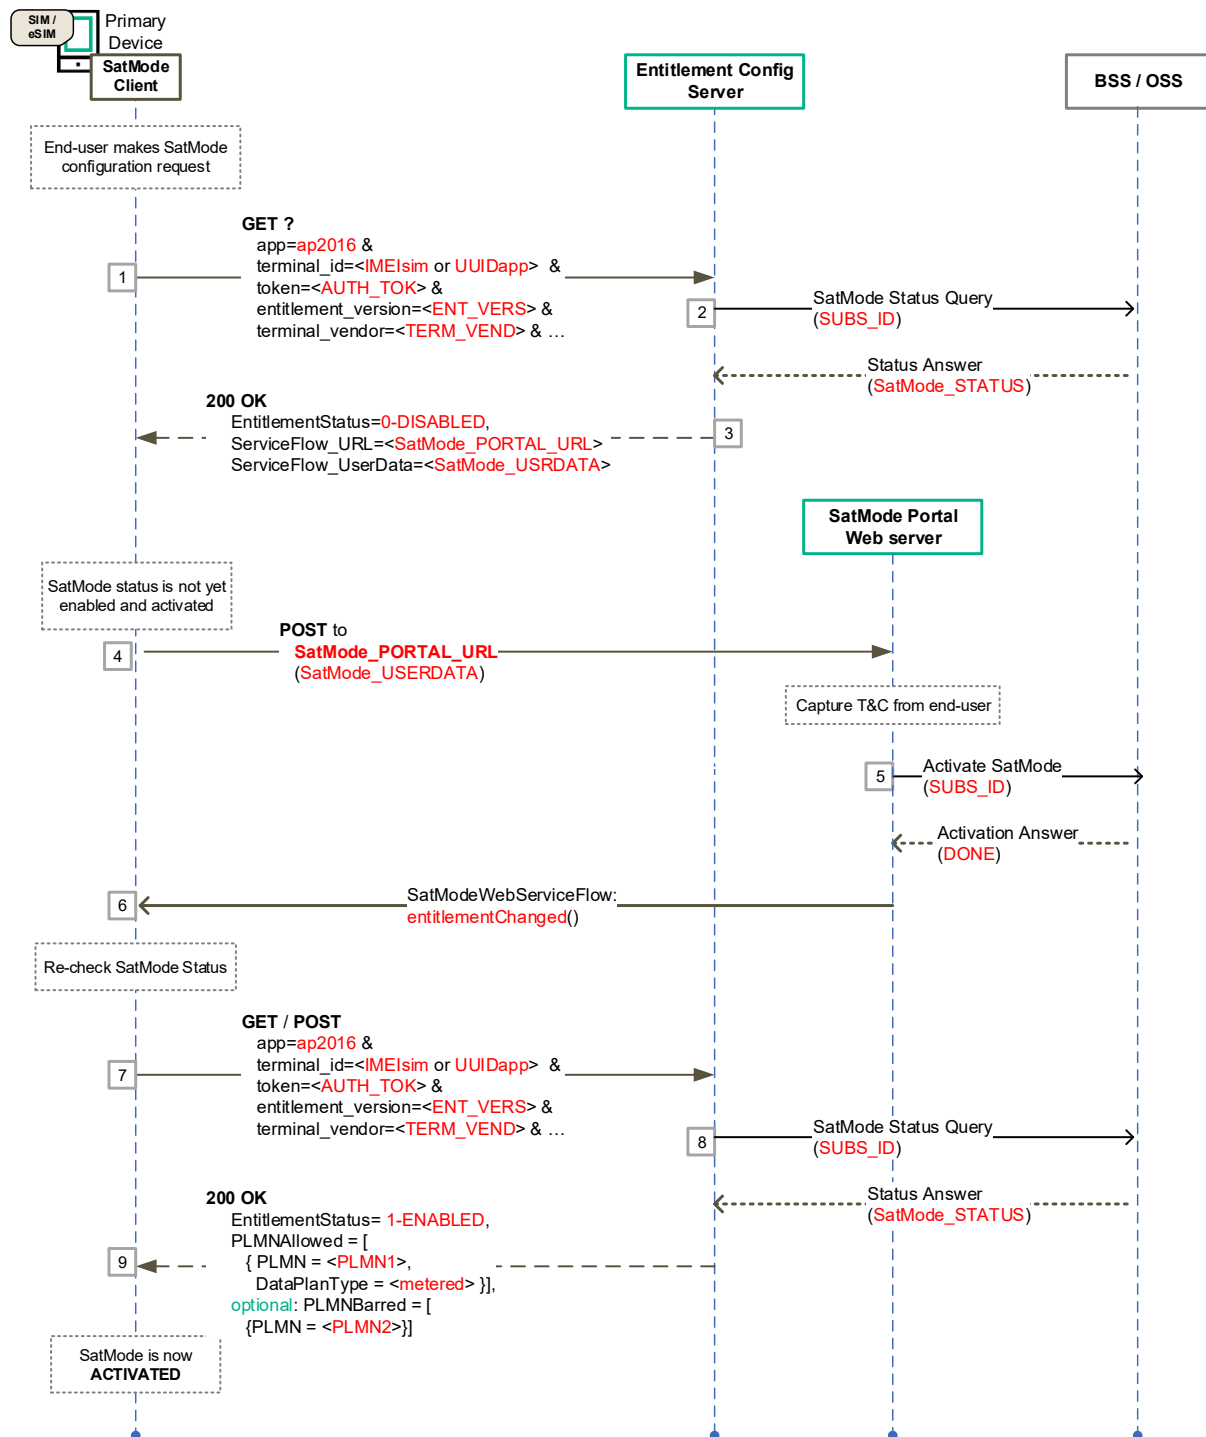 SIM /
eSIM
Primary
Device
SatMode
Client
Entitlement Config
Server
BSS / OSS
End-user makes SatMode
configuration request
GET ?
app=ap2016 &
terminal_id=<IMEIsim or UUIDapp> &
token=<AUTH_TOK> &
entitlement_version=<ENT_VERS> &
terminal_vendor=<TERM_VEND> & …
1
2
SatMode Status Query
(SUBS_ID)
Status Answer
(SatMode_STATUS)
200 OK
EntitlementStatus=0-DISABLED,
ServiceFlow_URL=<SatMode_PORTAL_URL>
ServiceFlow_UserData=<SatMode_USRDATA>
3
SatMode Portal
Web server
SatMode status is not yet
enabled and activated
4
POST to
SatMode_PORTAL_URL
(SatMode_USERDATA)
Capture T&C from end-user
5
Activate SatMode
(SUBS_ID)
Activation Answer
(DONE)
6
SatModeWebServiceFlow:
entitlementChanged()
Re-check SatMode Status
GET / POST
app=ap2016 &
terminal_id=<IMEIsim or UUIDapp> &
token=<AUTH_TOK> &
entitlement_version=<ENT_VERS> &
terminal_vendor=<TERM_VEND> & …
7
8
SatMode Status Query
(SUBS_ID)
Status Answer
(SatMode_STATUS)
200 OK
EntitlementStatus= 1-ENABLED,
PLMNAllowed = [
{ PLMN = <PLMN1>,
DataPlanType = <metered> }],
optional: PLMNBarred = [
{PLMN = <PLMN2>}]
9
SatMode is now
ACTIVATED